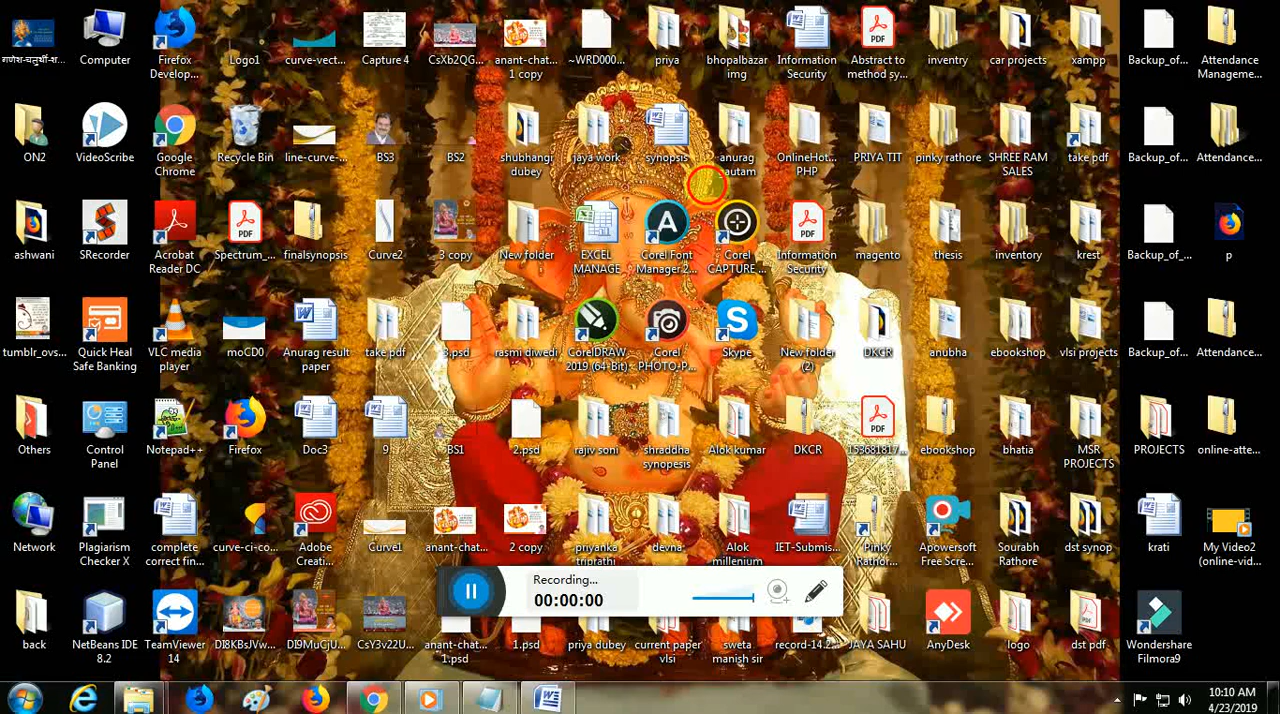 गणेश-चतुर्थी-श... Computer Firefox Develop... Logo1 curve-vect... Capture 4 CsXb2QG... anant-chat... 1 copy ~WRD000... priya bhopalbazar img Information Security Abstract to method sy... inventry car projects xampp Backup_of... Attendance Manageme...
ON2 VideoScribe Google Chrome Recycle Bin line-curve-... BS3 BS2 shubhangi dubey jaya work synopsis anurag OnlineHot... PHP PRIYA TIT pinky rathore SHREE RAM SALES take pdf Backup_of... Attendance...
ashwani SRecorder Acrobat Reader DC Spectrum_... finalsynopsis Curve2 3 copy New folder EXCEL MANAGE Corel Font Manager 2... Corel CAPTURE ... Information Security magento thesis inventory krest Backup_of_... p
tumblr_ovs... Quick Heal Safe Banking VLC media player moCD0 Anurag result paper take pdf 3.psd rasmi diwedi CorelDRAW 2019 (64-Bit) Corel PHOTO-P... Skype New folder (2) DKCR anubha ebookshop vlsi projects Backup_of... Attendance...
Others Control Panel Notepad++ Firefox Doc3 9 BS1 2.psd rajiv soni shraddha synopesis Alok kumar DKCR 153681817... ebookshop bhatia MSR PROJECTS PROJECTS online-atte...
Network Plagiarism Checker X complete correct fin... curve-ci-co... Adobe Creati... Curve1 anant-chat... 2 copy priyanka triprathi devna Alok millenium IET-Submis... Pinky Rathor... Apowersoft Free Scre... Sourabh Rathore dst synop krati My Video2 (online-vid...
Recording...
00:00:00
back NetBeans IDE 8.2 TeamViewer 14 DI8KBsJVw... DI9MuCjU... CsY3v22U... anant-chat... 1.psd 1.psd priya dubey current paper vlsi sweta manish sir record-14.2... JAYA SAHU AnyDesk logo dst pdf Wondershare Filmora9
10:10 AM
4/23/2019